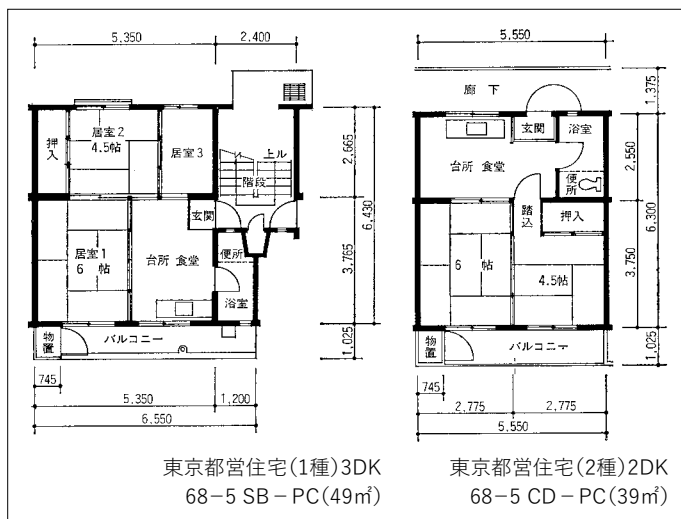 5,350
2,400
押入
居室2
4.5帖
居室3
上ル
階段
玄関
居室1
6 帖
台所 食堂
便所
浴室
物置
バルコニー
2,665
3,765
6,430
1,025
745
5,350
1,200
6,550
東京都営住宅(1種)3DK
68−5 SB−PC(49㎡)
5,550
廊下
玄関
浴室
台所 食堂
便所
踏込
押入
6 帖
4.5帖
物置
バルコニー
1,375
2,550
6,300
3,750
1,025
745
2,775
2,775
5,550
東京都営住宅(2種)2DK
68−5 CD−PC(39㎡)